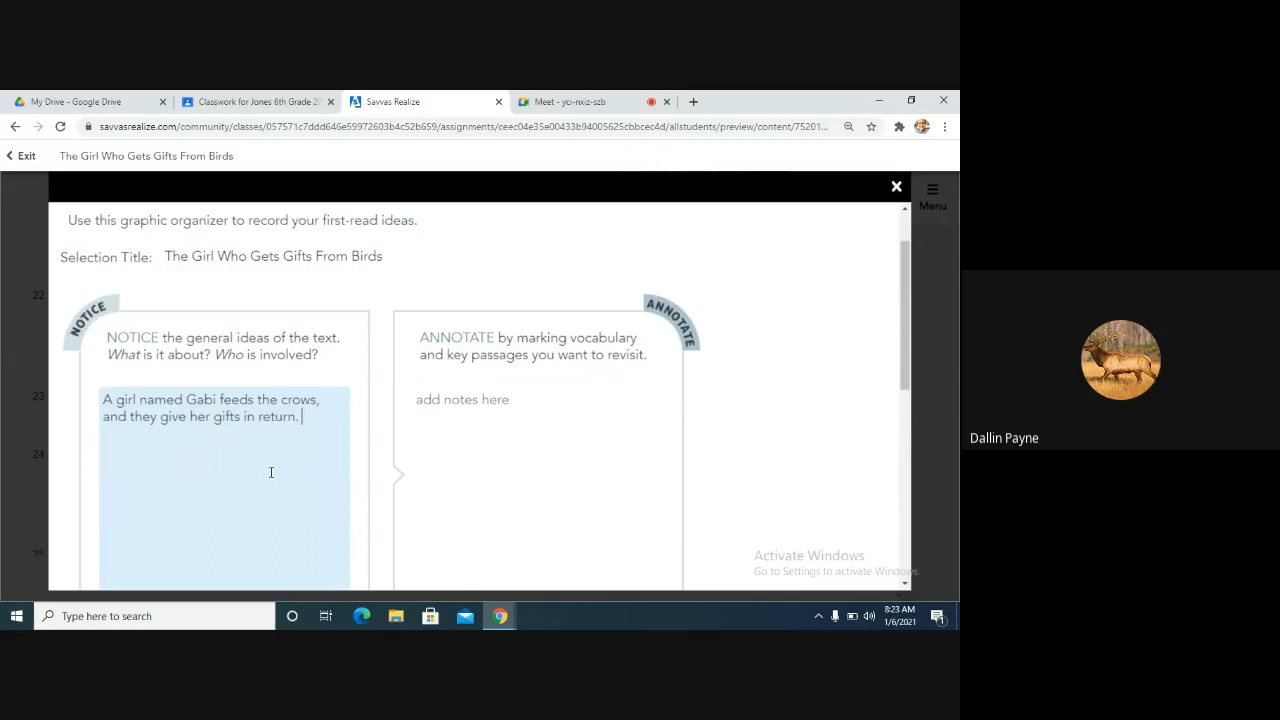 My Drive - Google Drive
Classwork for Jones 6th Grade 20
Savvas Realize
Meet - yci-nxiz-szb
savvasrealize.com/community/classes/057571c7ddd646e59972603b4c52b659/assignments/ceec04e35e00433b94005625cbbcec4d/allstudents/preview/content/75201...
Exit
The Girl Who Gets Gifts From Birds
Menu
Use this graphic organizer to record your first-read ideas.
Selection Title: The Girl Who Gets Gifts From Birds
22
NOTICE
ANNOTATE
NOTICE the general ideas of the text.
What is it about? Who is involved?
ANNOTATE by marking vocabulary
and key passages you want to revisit.
23
A girl named Gabi feeds the crows,
and they give her gifts in return.
add notes here
Dallin Payne
24
25
Activate Windows
Go to Settings to activate Windows.
Type here to search
8:23 AM
1/6/2021
1